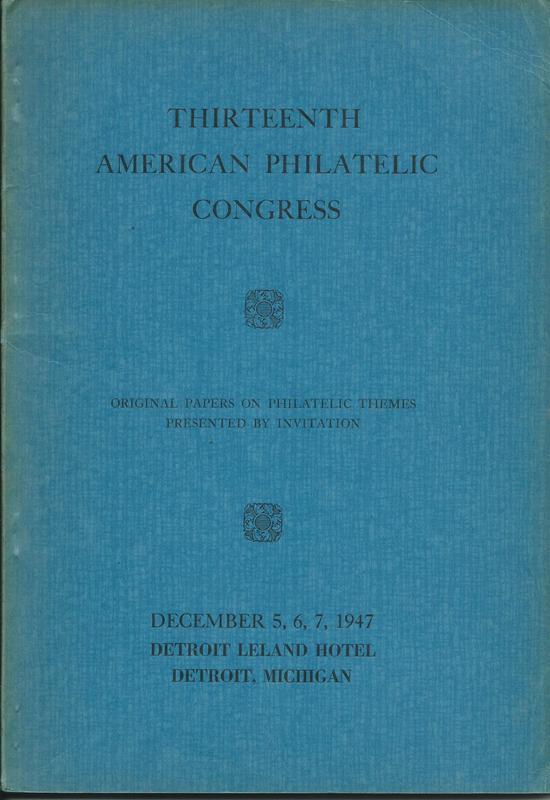 THIRTEENTH
AMERICAN PHILATELIC
CONGRESS
ORIGINAL PAPERS ON PHILATELIC THEMES
PRESENTED BY INVITATION
DECEMBER 5, 6, 7, 1947
DETROIT LELAND HOTEL
DETROIT, MICHIGAN